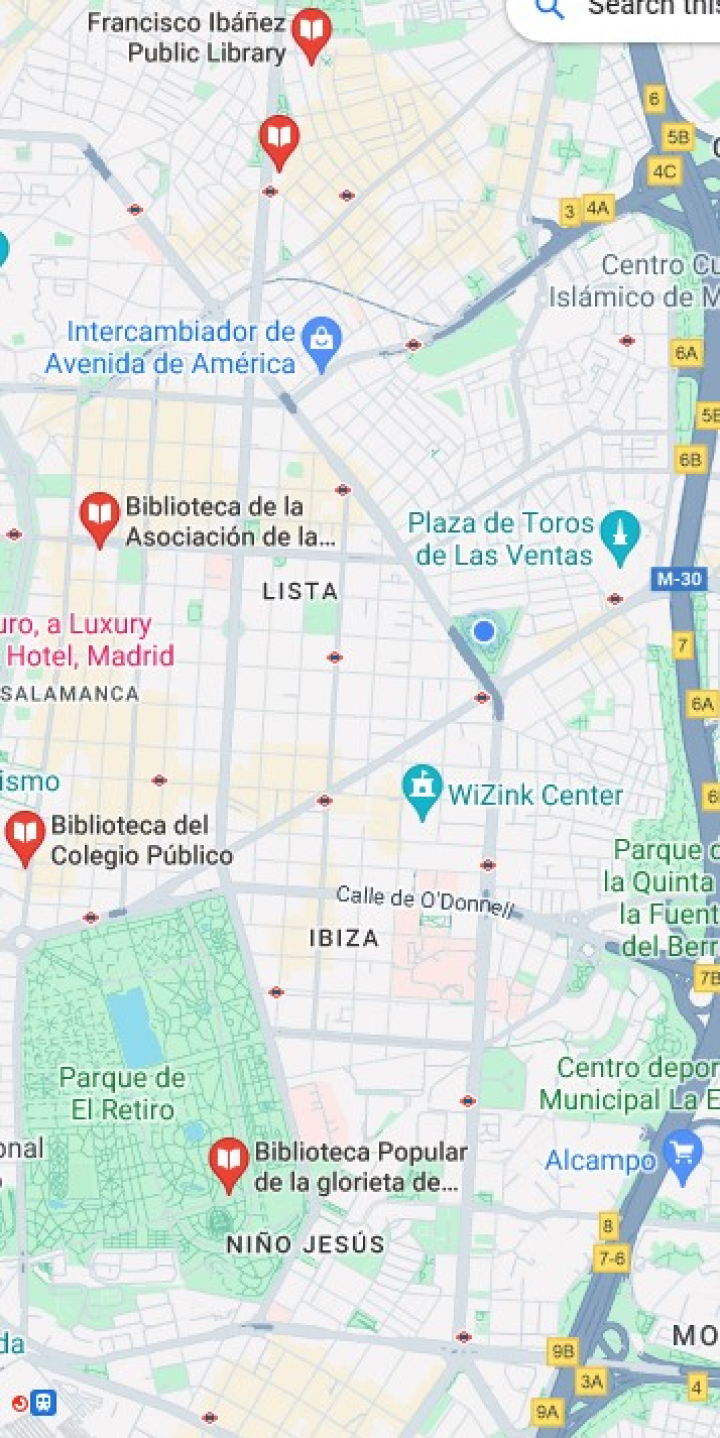 Search this
Francisco Ibáñez
Public Library
6
5B
4C
3
4A
Centro Cu
Islámico de M
Intercambiador de
Avenida de América
6A
5B
6B
Biblioteca de la
Asociación de la...
Plaza de Toros
de Las Ventas
M-30
LISTA
uro, a Luxury
Hotel, Madrid
7
SALAMANCA
6A
ismo
WiZink Center
6
Biblioteca del
Colegio Público
Parque d
la Quinta
la Fuent
del Berr
Calle de O'Donnell
IBIZA
7B
Parque de
El Retiro
Centro depor
Municipal La E
onal
Biblioteca Popular
de la glorieta de...
Alcampo
8
NIÑO JESÚS
7-6
MO
da
9B
3A
4
9A